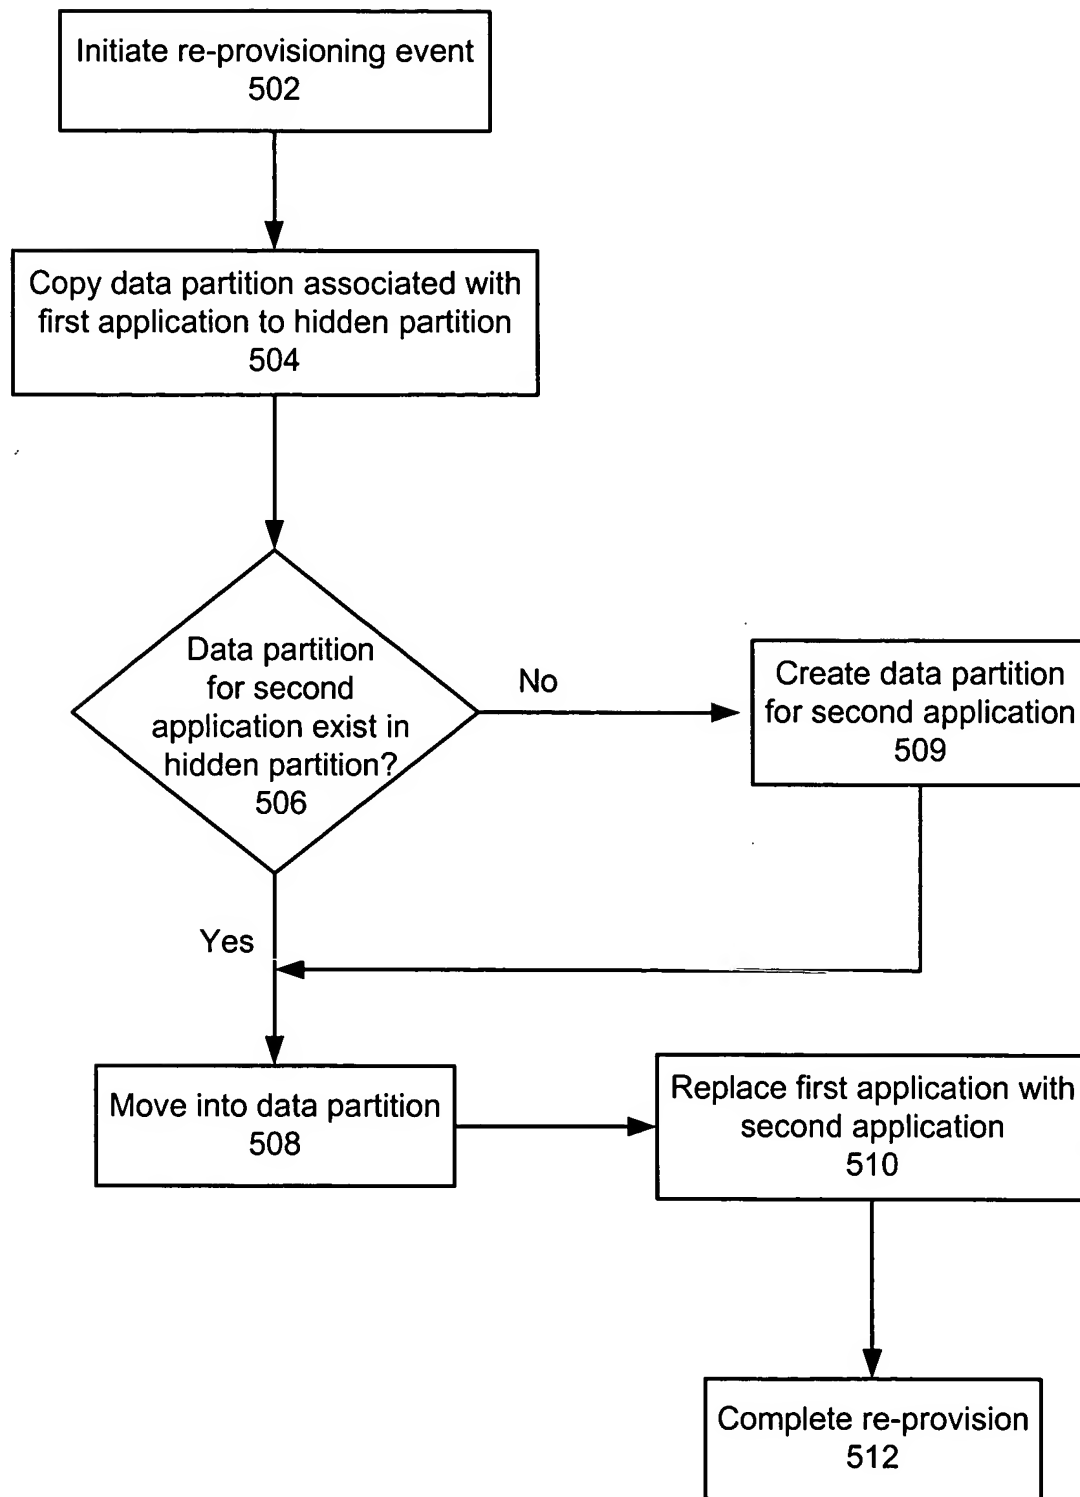 Initiate re-provisioning event
502
Copy data partition associated with
first application to hidden partition
504
Data partition
for second
application exist in
hidden partition?
506
No
Create data partition
for second application
509
Yes
Move into data partition
508
Replace first application with
second application
510
Complete re-provision
512